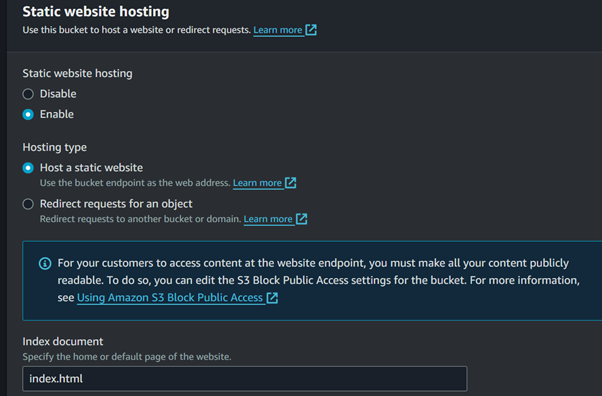 Static website hosting
Use this bucket to host a website or redirect requests. Learn more
Static website hosting
Disable
Enable
Hosting type
Host a static website
Use the bucket endpoint as the web address. Learn more
Redirect requests for an object
Redirect requests to another bucket or domain. Learn more
For your customers to access content at the website endpoint, you must make all your content publicly
readable. To do so, you can edit the S3 Block Public Access settings for the bucket. For more information,
see Using Amazon S3 Block Public Access
Index document
Specify the home or default page of the website.
index.html